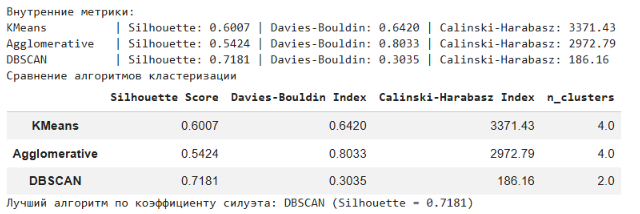 Внутренние метрики:
KMeans | Silhouette: 0.6007 | Davies-Bouldin: 0.6420 | Calinski-Harabasz: 3371.43
Agglomerative | Silhouette: 0.5424 | Davies-Bouldin: 0.8033 | Calinski-Harabasz: 2972.79
DBSCAN | Silhouette: 0.7181 | Davies-Bouldin: 0.3035 | Calinski-Harabasz: 186.16
Сравнение алгоритмов кластеризации
Silhouette Score Davies-Bouldin Index Calinski-Harabasz Index n_clusters
KMeans 0.6007 0.6420 3371.43 4.0
Agglomerative 0.5424 0.8033 2972.79 4.0
DBSCAN 0.7181 0.3035 186.16 2.0
Лучший алгоритм по коэффициенту силуэта: DBSCAN (Silhouette = 0.7181)